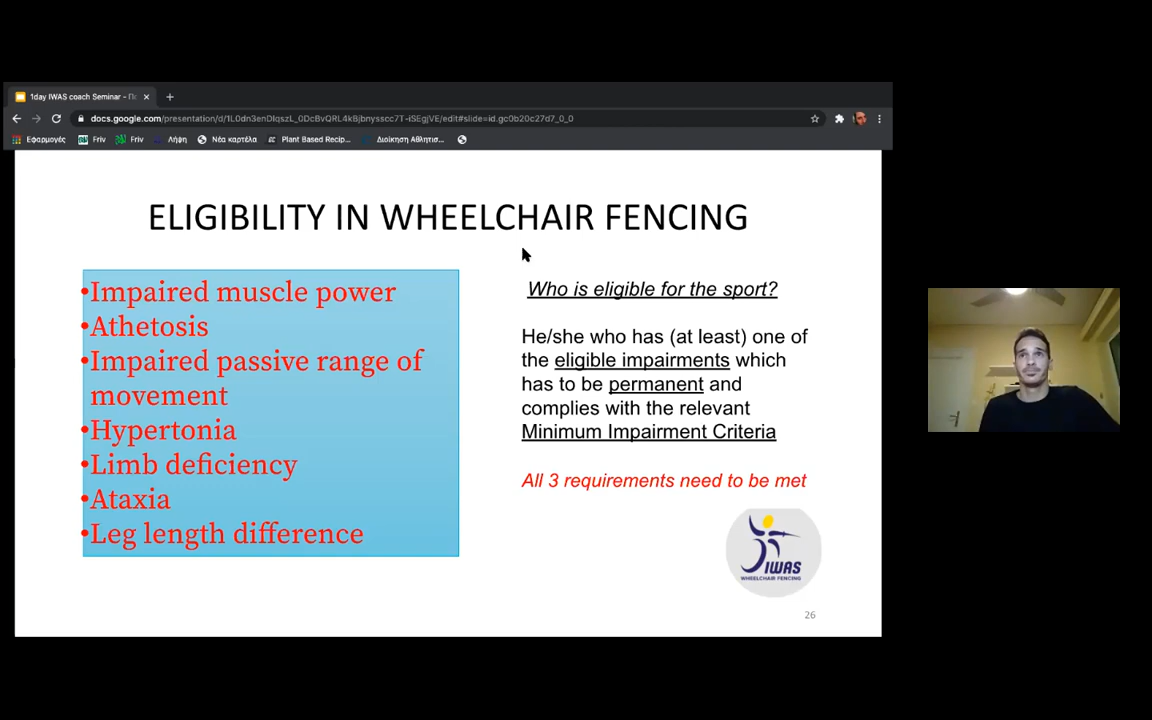 1day IWAS coach Seminar - Πα
docs.google.com/presentation/d/1L0dn3enDIqszL_0DcBvQRL4kBjbnysscc7T-iSEgjVE/edit#slide=id.gc0b20c27d7_0_0
Εφαρμογές Friv Friv Λήψη Νέα καρτέλα Plant Based Recip... Διοίκηση Αθλητισ...
ELIGIBILITY IN WHEELCHAIR FENCING
•Impaired muscle power
•Athetosis
•Impaired passive range of
movement
•Hypertonia
•Limb deficiency
•Ataxia
•Leg length difference
Who is eligible for the sport?
He/she who has (at least) one of
the eligible impairments which
has to be permanent and
complies with the relevant
Minimum Impairment Criteria
All 3 requirements need to be met
IWAS
WHEELCHAIR FENCING
26